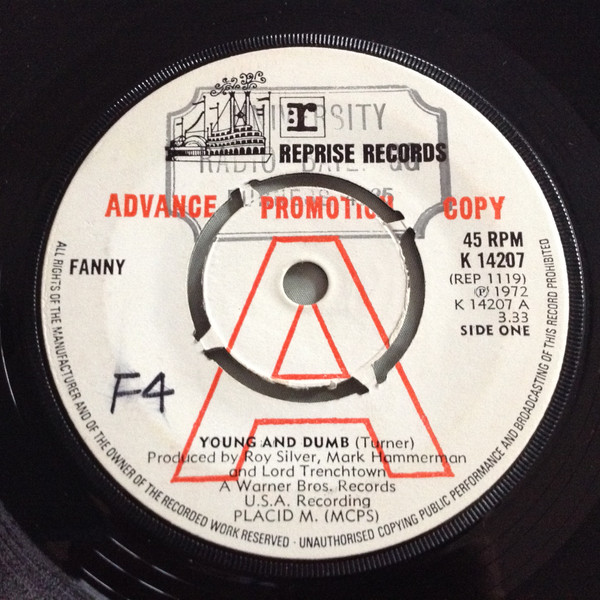 UNIVERSITY
RADIO
r
REPRISE RECORDS
ADVANCE PROMOTION COPY
FANNY
45 RPM
K 14207
(REP 1119)
Ⓟ 1972
K 14207 A
3.33
SIDE ONE
F4
A
YOUNG AND DUMB (Turner)
Produced by Roy Silver, Mark Hammerman
and Lord Trenchtown
A Warner Bros. Records
U.S.A. Recording
PLACID M. (MCPS)
ALL RIGHTS OF THE MANUFACTURER AND OF THE OWNER OF THE RECORDED WORK RESERVED · UNAUTHORISED COPYING PUBLIC PERFORMANCE AND BROADCASTING OF THIS RECORD PROHIBITED